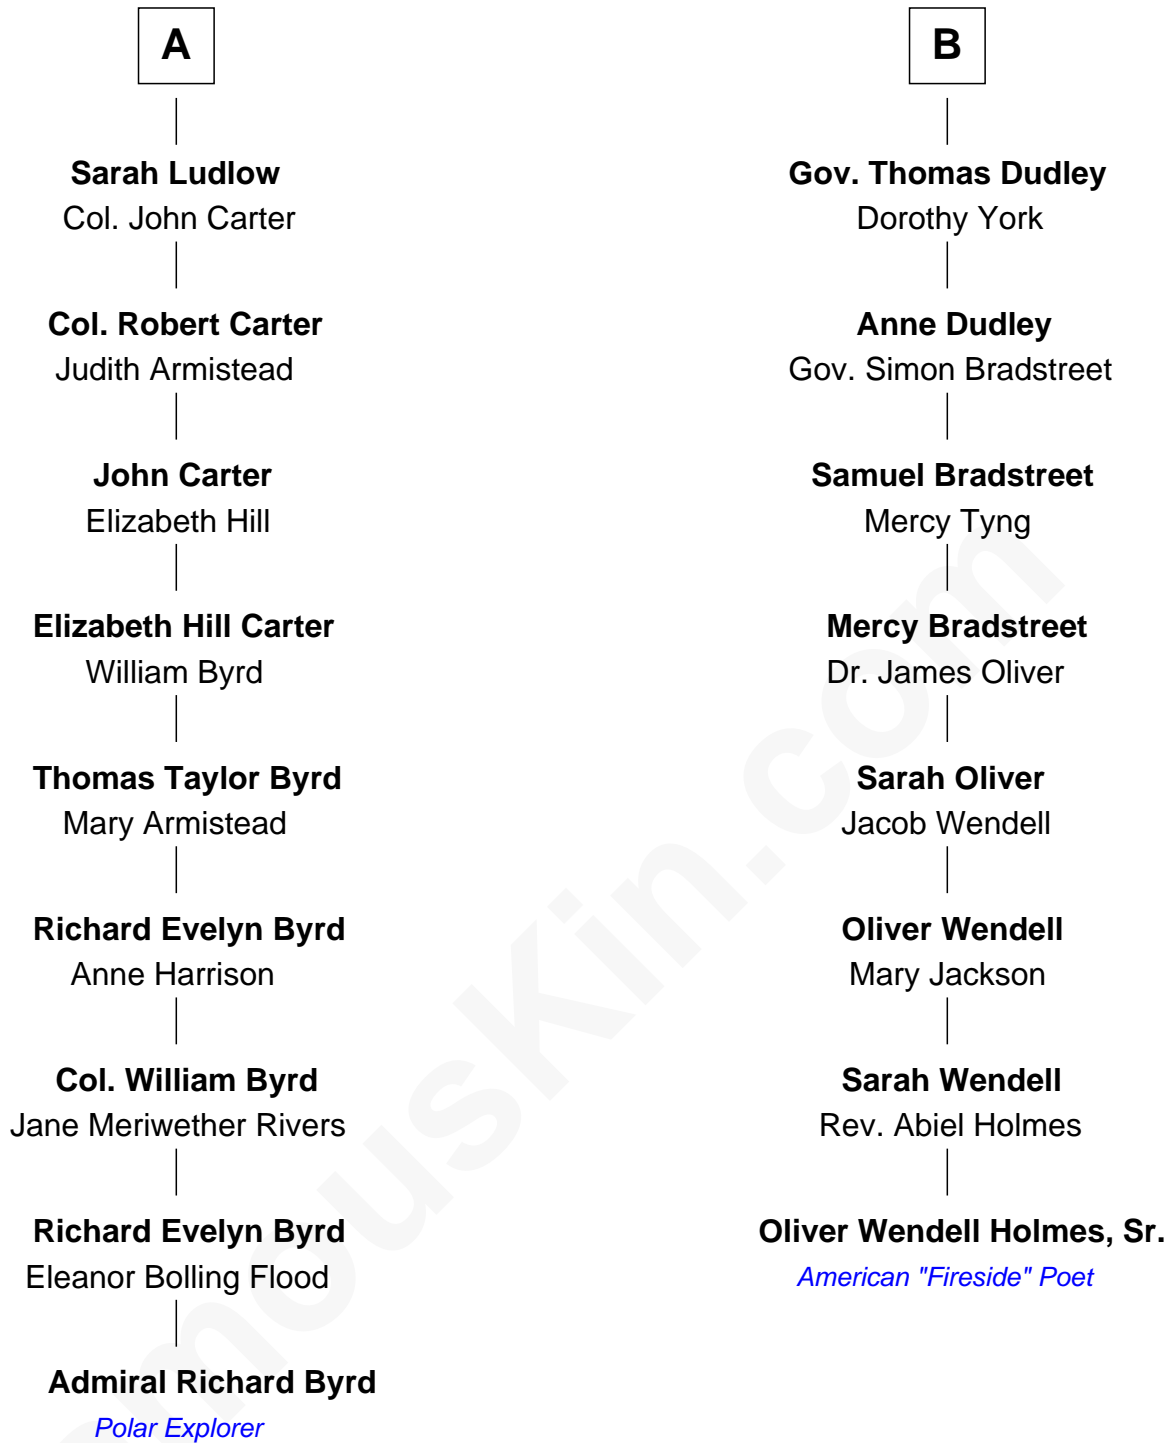 A
Sarah Ludlow
Col. John Carter
Col. Robert Carter
Judith Armistead
John Carter
Elizabeth Hill
Elizabeth Hill Carter
William Byrd
Thomas Taylor Byrd
Mary Armistead
Richard Evelyn Byrd
Anne Harrison
Col. William Byrd
Jane Meriwether Rivers
Richard Evelyn Byrd
Eleanor Bolling Flood
Admiral Richard Byrd
Polar Explorer
B
Gov. Thomas Dudley
Dorothy York
Anne Dudley
Gov. Simon Bradstreet
Samuel Bradstreet
Mercy Tyng
Mercy Bradstreet
Dr. James Oliver
Sarah Oliver
Jacob Wendell
Oliver Wendell
Mary Jackson
Sarah Wendell
Rev. Abiel Holmes
Oliver Wendell Holmes, Sr.
American "Fireside" Poet
mousKin.com